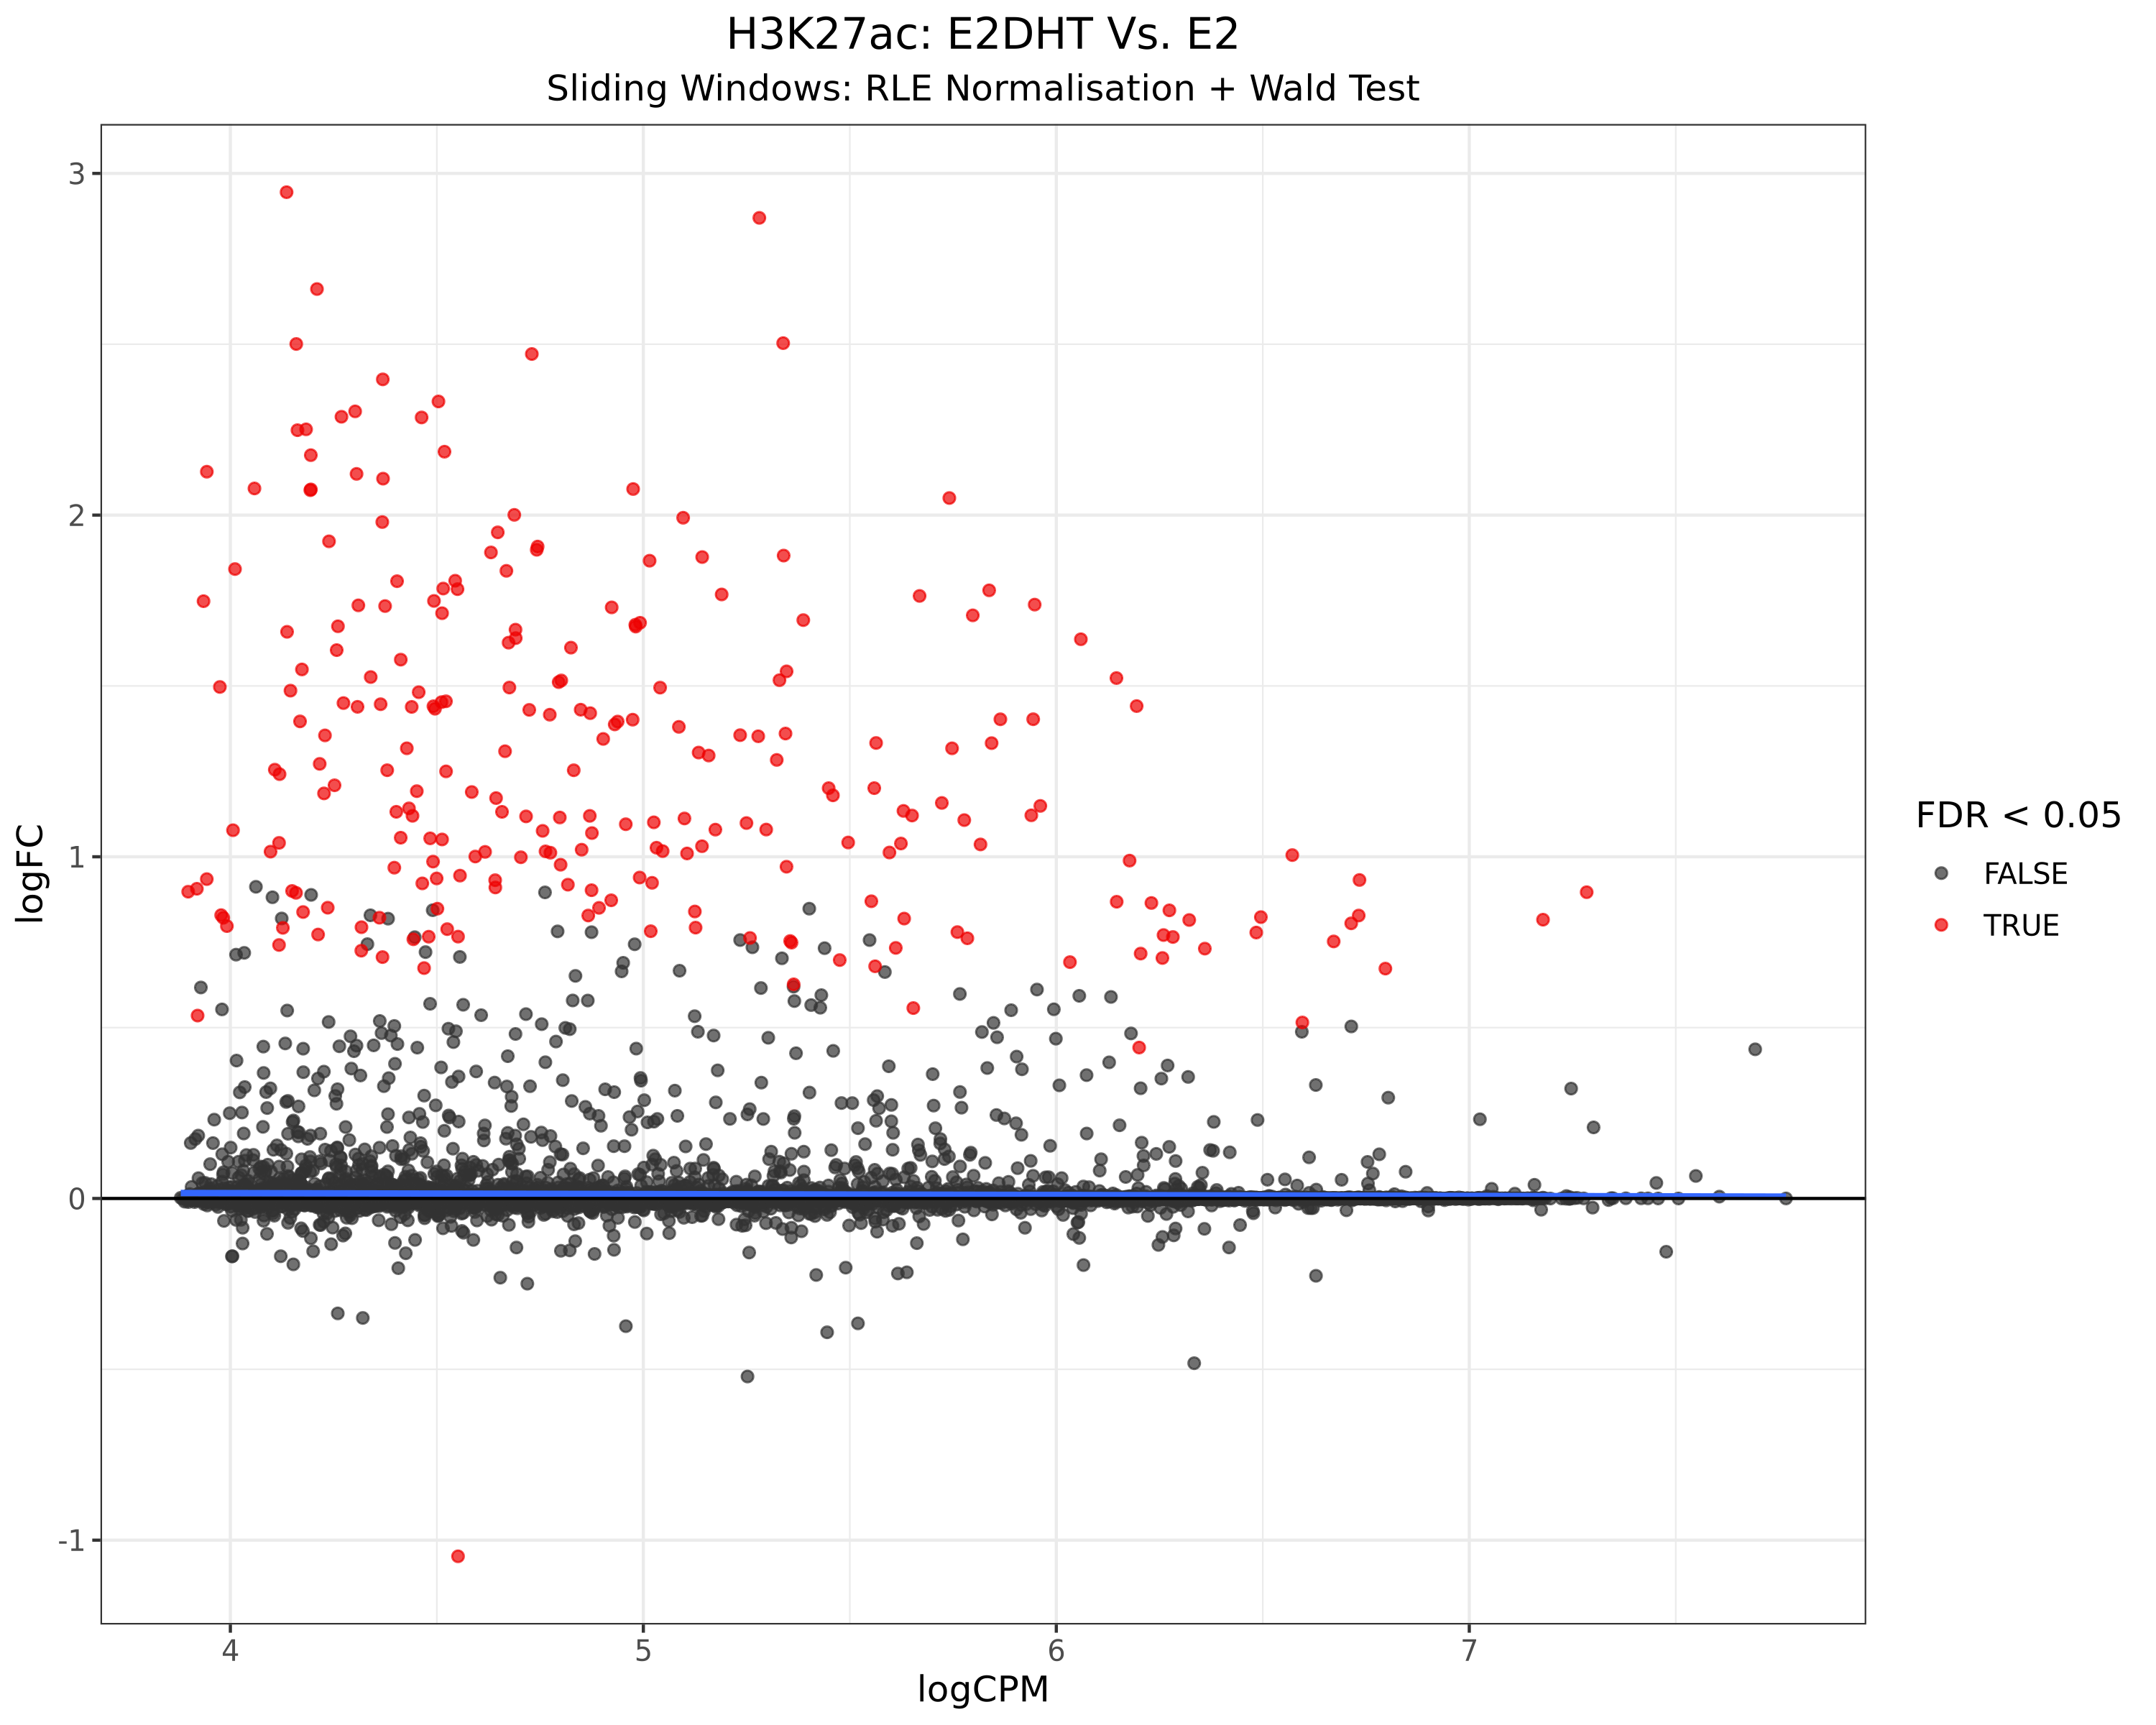 H3K27ac: E2DHT Vs. E2
Sliding Windows: RLE Normalisation + Wald Test
3
2
1
0
-1
logFC
4
5
6
7
logCPM
FDR < 0.05
FALSE
TRUE